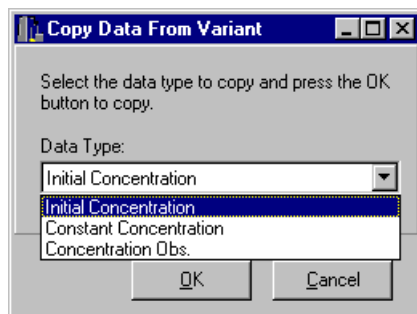 Copy Data From Variant
Select the data type to copy and press the OK
button to copy.
Data Type:
Initial Concentration
Initial Concentration
Constant Concentration
Concentration Obs.
OK Cancel